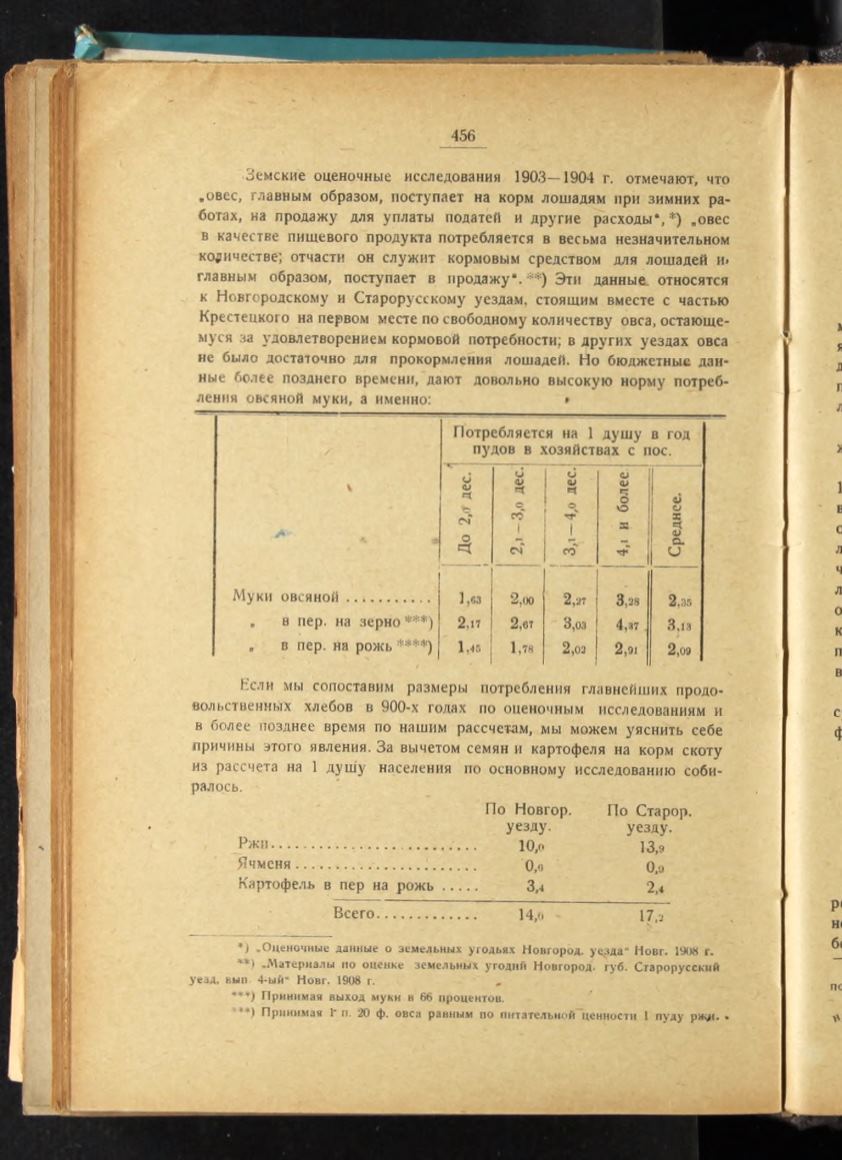 456
Земские оценочные исследования 1903—1904 г. отмечают, что
„овес, главным образом, поступает на корм лошадям при зимних ра-
ботах, на продажу для уплаты податей и другие расходы“, *) „овес
в качестве пищевого продукта потребляется в весьма незначительном
количестве; отчасти он служит кормовым средством для лошадей и,
главным образом, поступает в продажу“. **) Эти данные относятся
к Новгородскому и Старорусскому уездам, стоящим вместе с частью
Крестецкого на первом месте по свободному количеству овса, остающе-
муся за удовлетворением кормовой потребности; в других уездах овса
не было достаточно для прокормления лошадей. Но бюджетные дан-
ные более позднего времени, дают довольно высокую норму потреб-
ления овсяной муки, а именно:
Потребляется на 1 душу в год
пудов в хозяйствах с пос.
До 2,0 дес. 2,1—3,0 дес. 3,1—4,0 дес. 4,1 и более Среднее.
Муки овсяной ........... 1,63 2,00 2,27 3,28 2,35
„ в пер. на зерно ***) 2,17 2,67 3,03 4,37 3,13
„ в пер. на рожь ****) 1,45 1,78 2,02 2,91 2,09
Если мы сопоставим размеры потребления главнейших продо-
вольственных хлебов в 900-х годах по оценочным исследованиям и
в более позднее время по нашим рассчетам, мы можем уяснить себе
причины этого явления. За вычетом семян и картофеля на корм скоту
из рассчета на 1 душу населения по основному исследованию соби-
ралось.
По Новгор. По Старор.
уезду. уезду.
Ржи.......................... 10,0 13,9
Ячменя ....................... 0,6 0,9
Картофель в пер на рожь ..... 3,4 2,4
Всего............. 14,0 17,2
*) „Оценочные данные о земельных угодьях Новгород. уезда“ Новг. 1908 г.
**) „Материалы по оценке земельных угодий Новгород. губ. Старорусский
уезд, вып 4-ый“ Новг. 1908 г.
***) Принимая выход муки в 66 процентов.
***) Принимая 1 п. 20 ф. овса равным по питательной ценности 1 пуду ржи.